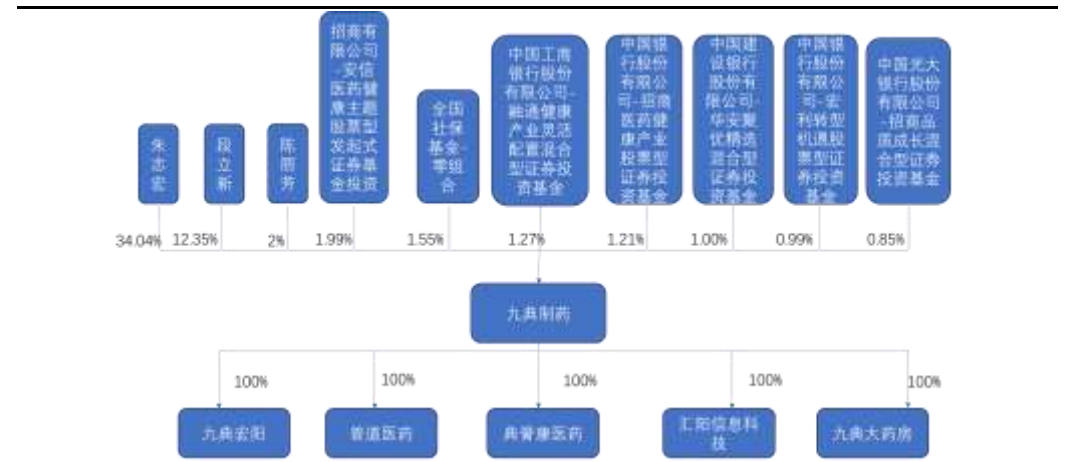 朱
志
宏
段
立
新
陈
丽
芳
招商有
限公司
-安信
医药健
康主题
股票型
发起式
证券基
金投资
全国
社保
基金-
零组
合
中国工商
银行股份
有限公司-
融通健康
产业灵活
配置混合
型证券投
资基金
中国银
行股份
有限公
司-招商
医药健
康产业
股票型
证券投
资基金
中国建
设银行
股份有
限公司-
华安聚
优精选
混合型
证券投
资基金
中国银
行股份
有限公
司-宏
利转型
机遇股
票型证
券投资
基金
中国光大
银行股份
有限公司
-招商品
质成长混
合型证券
投资基金
34.04%
12.35%
2%
1.99%
1.55%
1.27%
1.21%
1.00%
0.99%
0.85%
九典制药
100%
100%
100%
100%
100%
九典宏阳
普道医药
典誉康医药
汇阳信息科
技
九典大药房